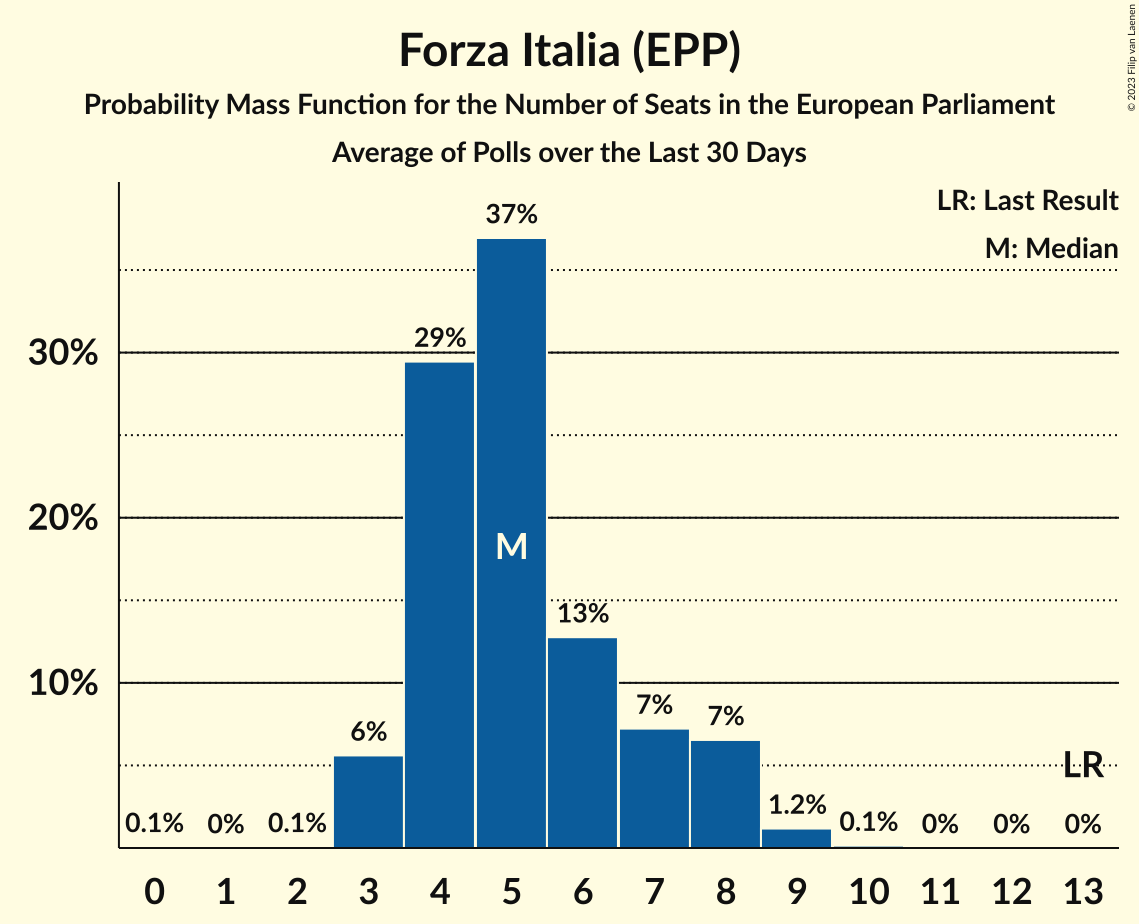 Forza Italia (EPP)
Probability Mass Function for the Number of Seats in the European Parliament
Average of Polls over the Last 30 Days
© 2023 Filip van Laenen
LR: Last Result
M: Median
37%
29%
30%
20%
M
13%
10%
7%
7%
6%
LR
1.2%
0.1% 0% 0.1% 0.1% 0% 0% 0%
0 1 2 3 4 5 6 7 8 9 10 11 12 13